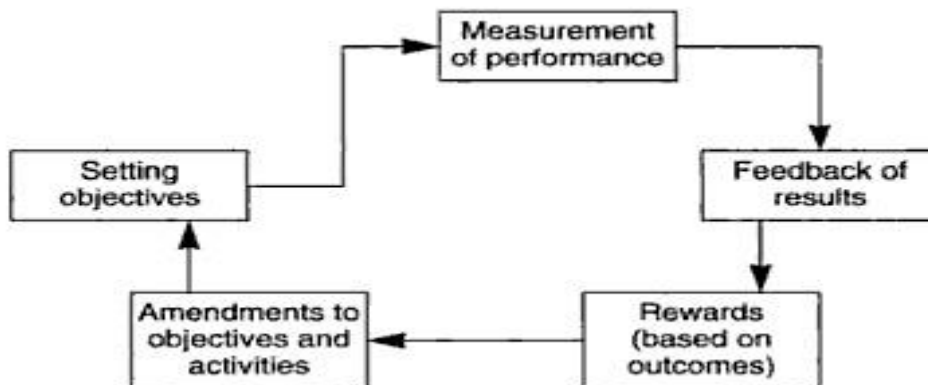 Measurement
of performance
Setting
objectives
Feedback of
results
Amendments to
objectives and
activities
Rewards
(based on
outcomes)